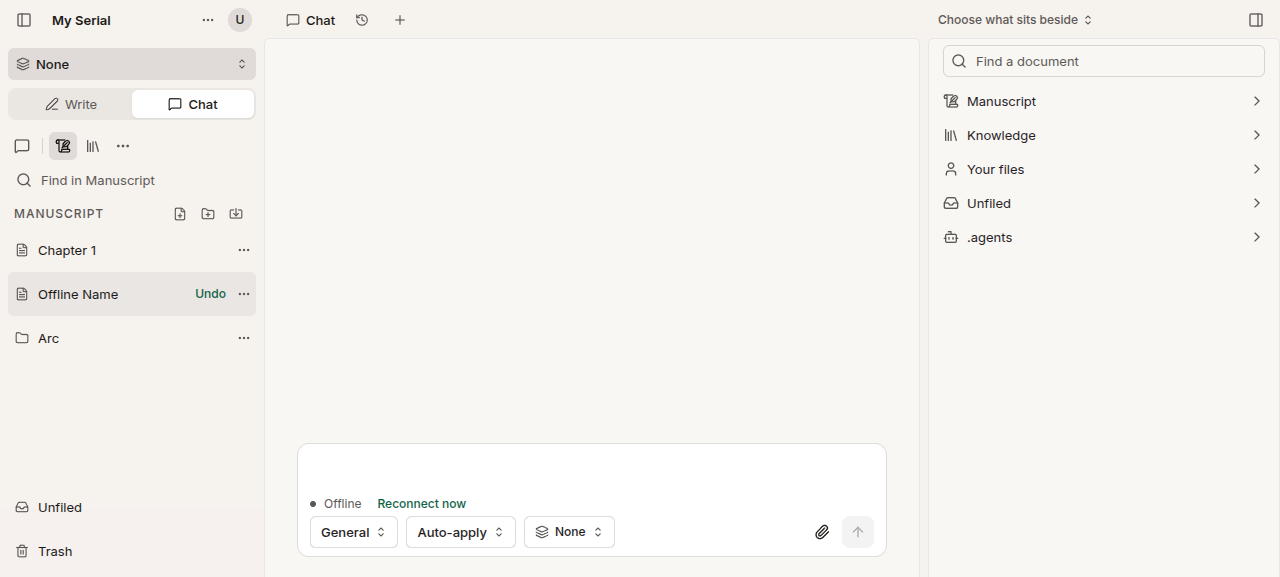 My Serial
U
None
Write
Chat
Find in Manuscript
MANUSCRIPT
Chapter 1
Offline Name
Undo
Arc
Unfiled
Trash
Chat
Offline
Reconnect now
General
Auto-apply
None
Choose what sits beside
Find a document
Manuscript
Knowledge
Your files
Unfiled
.agents